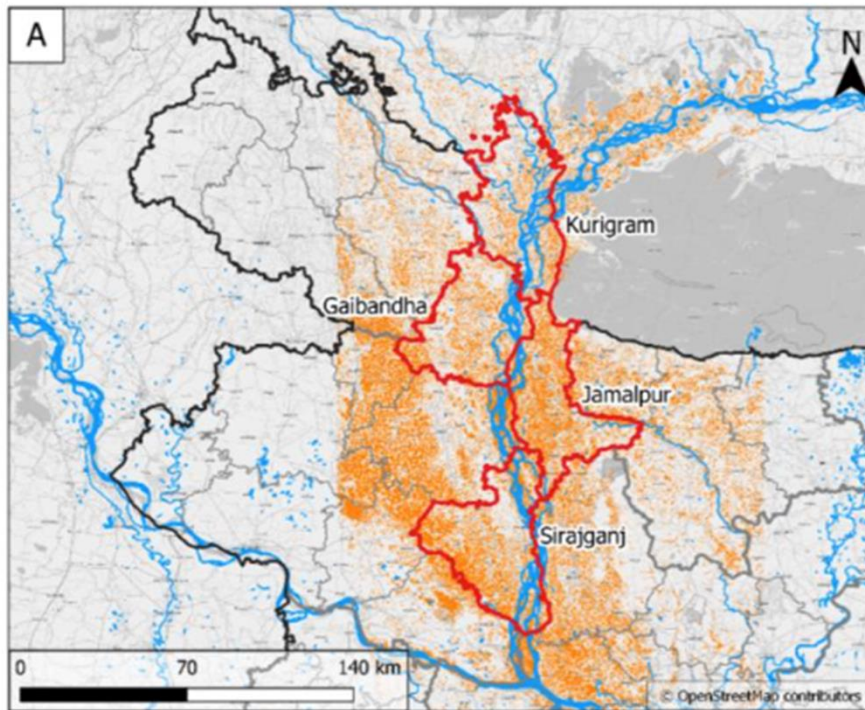 A
N
Kurigram
Gaibandha
Jamalpur
Sirajganj
0 70 140 km
© OpenStreetMap contributors